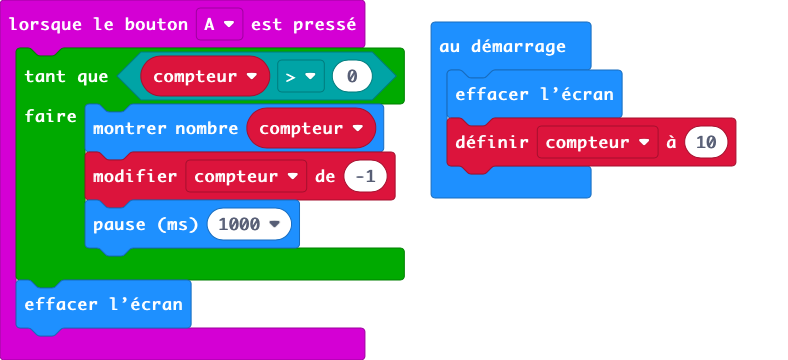 lorsque le bouton A est pressé
tant que compteur > 0
faire
montrer nombre compteur
modifier compteur de -1
pause (ms) 1000
effacer l’écran
au démarrage
effacer l’écran
définir compteur à 10